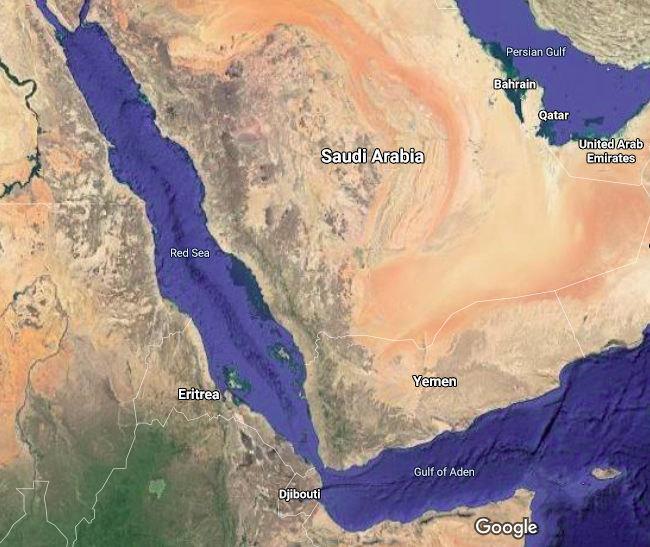 Persian Gulf
Bahrain
Qatar
United Arab
Emirates
Saudi Arabia
Red Sea
Yemen
Eritrea
Gulf of Aden
Djibouti
Google